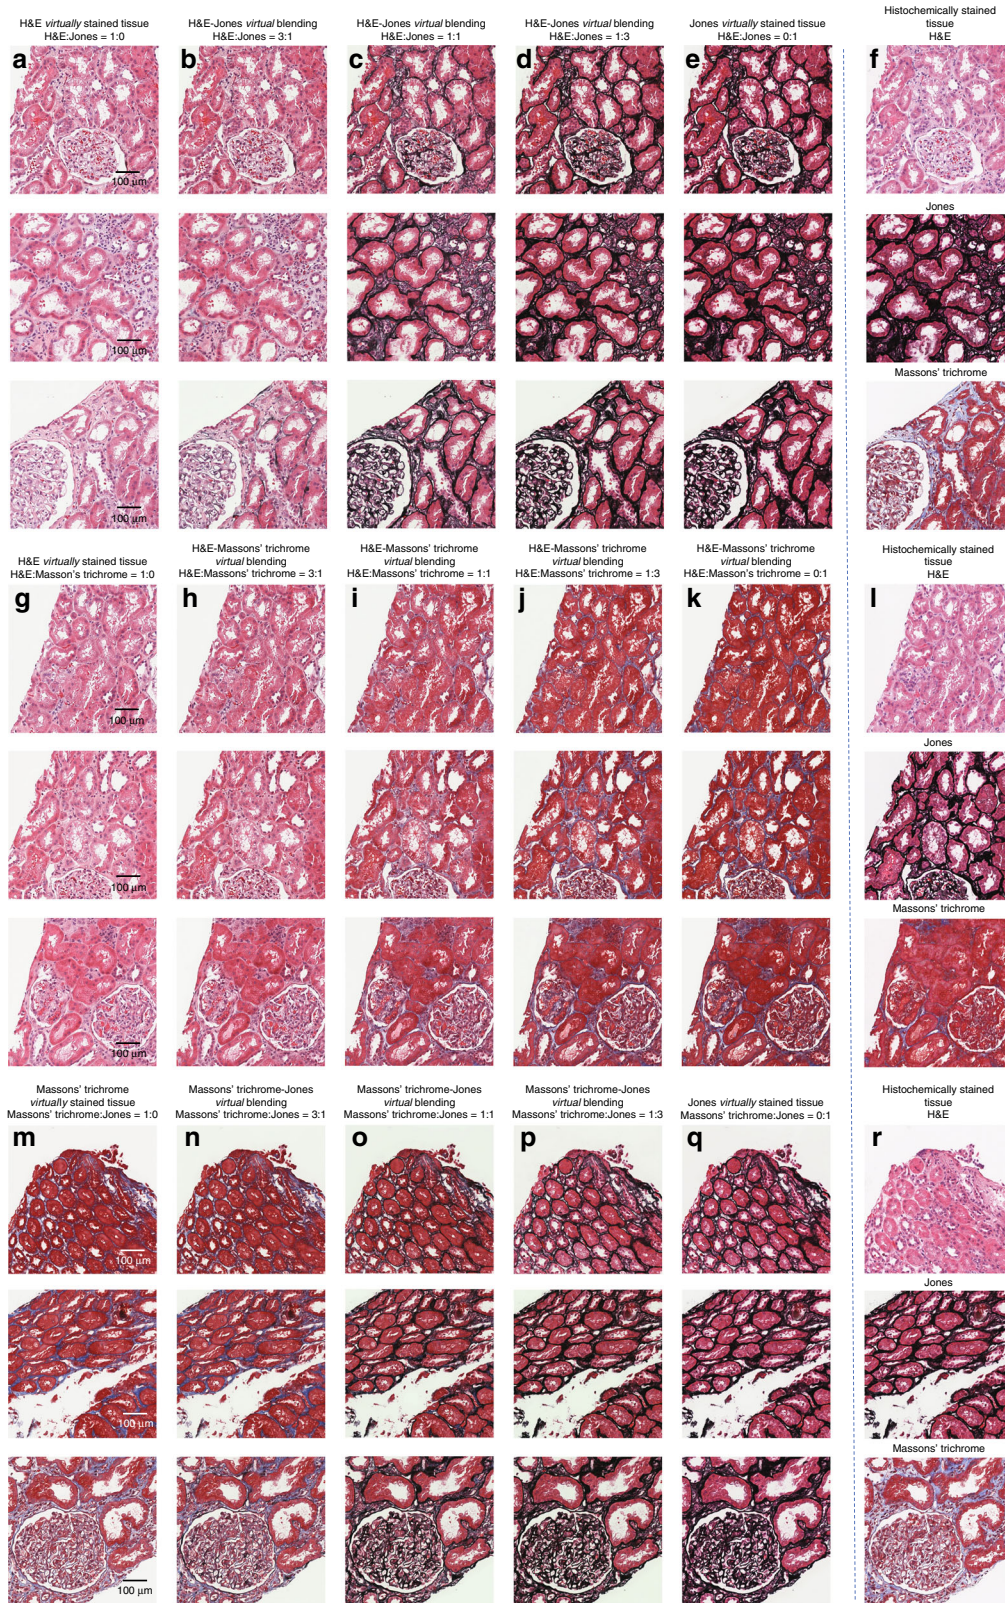 H&E virtually stained tissue
H&E:Jones = 1:0
H&E-Jones virtual blending
H&E:Jones = 3:1
H&E-Jones virtual blending
H&E:Jones = 1:1
H&E-Jones virtual blending
H&E:Jones = 1:3
Jones virtually stained tissue
H&E:Jones = 0:1
Histochemically stained
tissue
H&E
a
b
c
d
e
f
100 µm
Jones
100 µm
Massons' trichrome
100 µm
H&E virtually stained tissue
H&E:Masson's trichrome = 1:0
H&E-Massons' trichrome
virtual blending
H&E:Massons' trichrome = 3:1
H&E-Massons' trichrome
virtual blending
H&E:Massons' trichrome = 1:1
H&E-Massons' trichrome
virtual blending
H&E:Massons' trichrome = 1:3
H&E-Massons' trichrome
virtual blending
H&E:Masson's trichrome = 0:1
Histochemically stained
tissue
H&E
g
h
i
j
k
l
100 µm
Jones
100 µm
Massons' trichrome
100 µm
Massons' trichrome
virtually stained tissue
Massons' trichrome:Jones = 1:0
Massons' trichrome-Jones
virtual blending
Massons' trichrome:Jones = 3:1
Massons' trichrome-Jones
virtual blending
Massons' trichrome:Jones = 1:1
Massons' trichrome-Jones
virtual blending
Massons' trichrome:Jones = 1:3
Jones virtually stained tissue
Massons' trichrome:Jones = 0:1
Histochemically stained
tissue
H&E
m
n
o
p
q
r
100 µm
Jones
100 µm
Massons' trichrome
100 µm